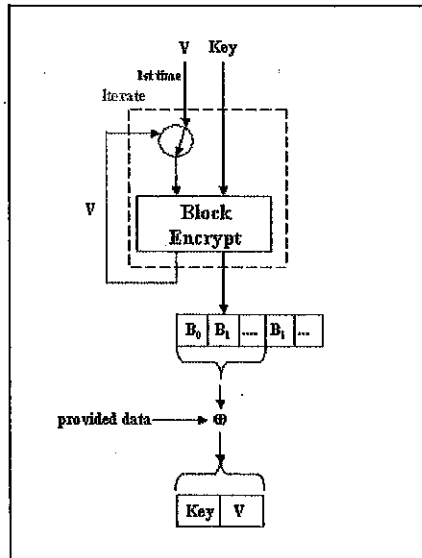 V Key
1st time
Iterate
V
Block
Encrypt
B0 B1 .... Bi ....
provided data
⊕
Key V